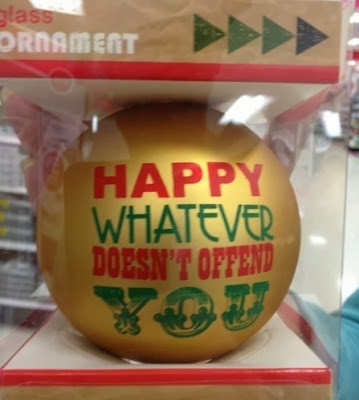 glass
ORNAMENT
HAPPY
WHATEVER
DOESN'T OFFEND
YOU